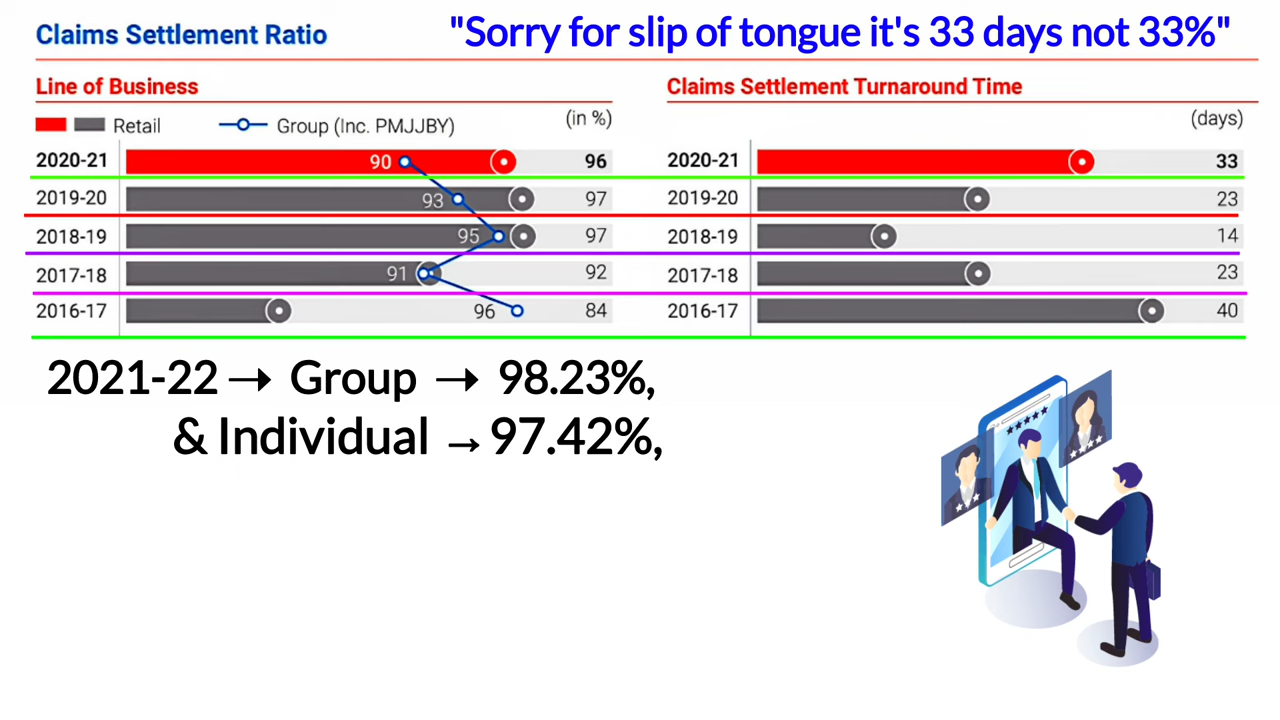 Claims Settlement Ratio
"Sorry for slip of tongue it's 33 days not 33%"
Line of Business
(in %)
Retail
Group (Inc. PMJJBY)
2020-21 90 96
2019-20 93 97
2018-19 95 97
2017-18 91 92
2016-17 96 84
Claims Settlement Turnaround Time
(days)
2020-21 33
2019-20 23
2018-19 14
2017-18 23
2016-17 40
2021-22 → Group → 98.23%,
& Individual → 97.42%,